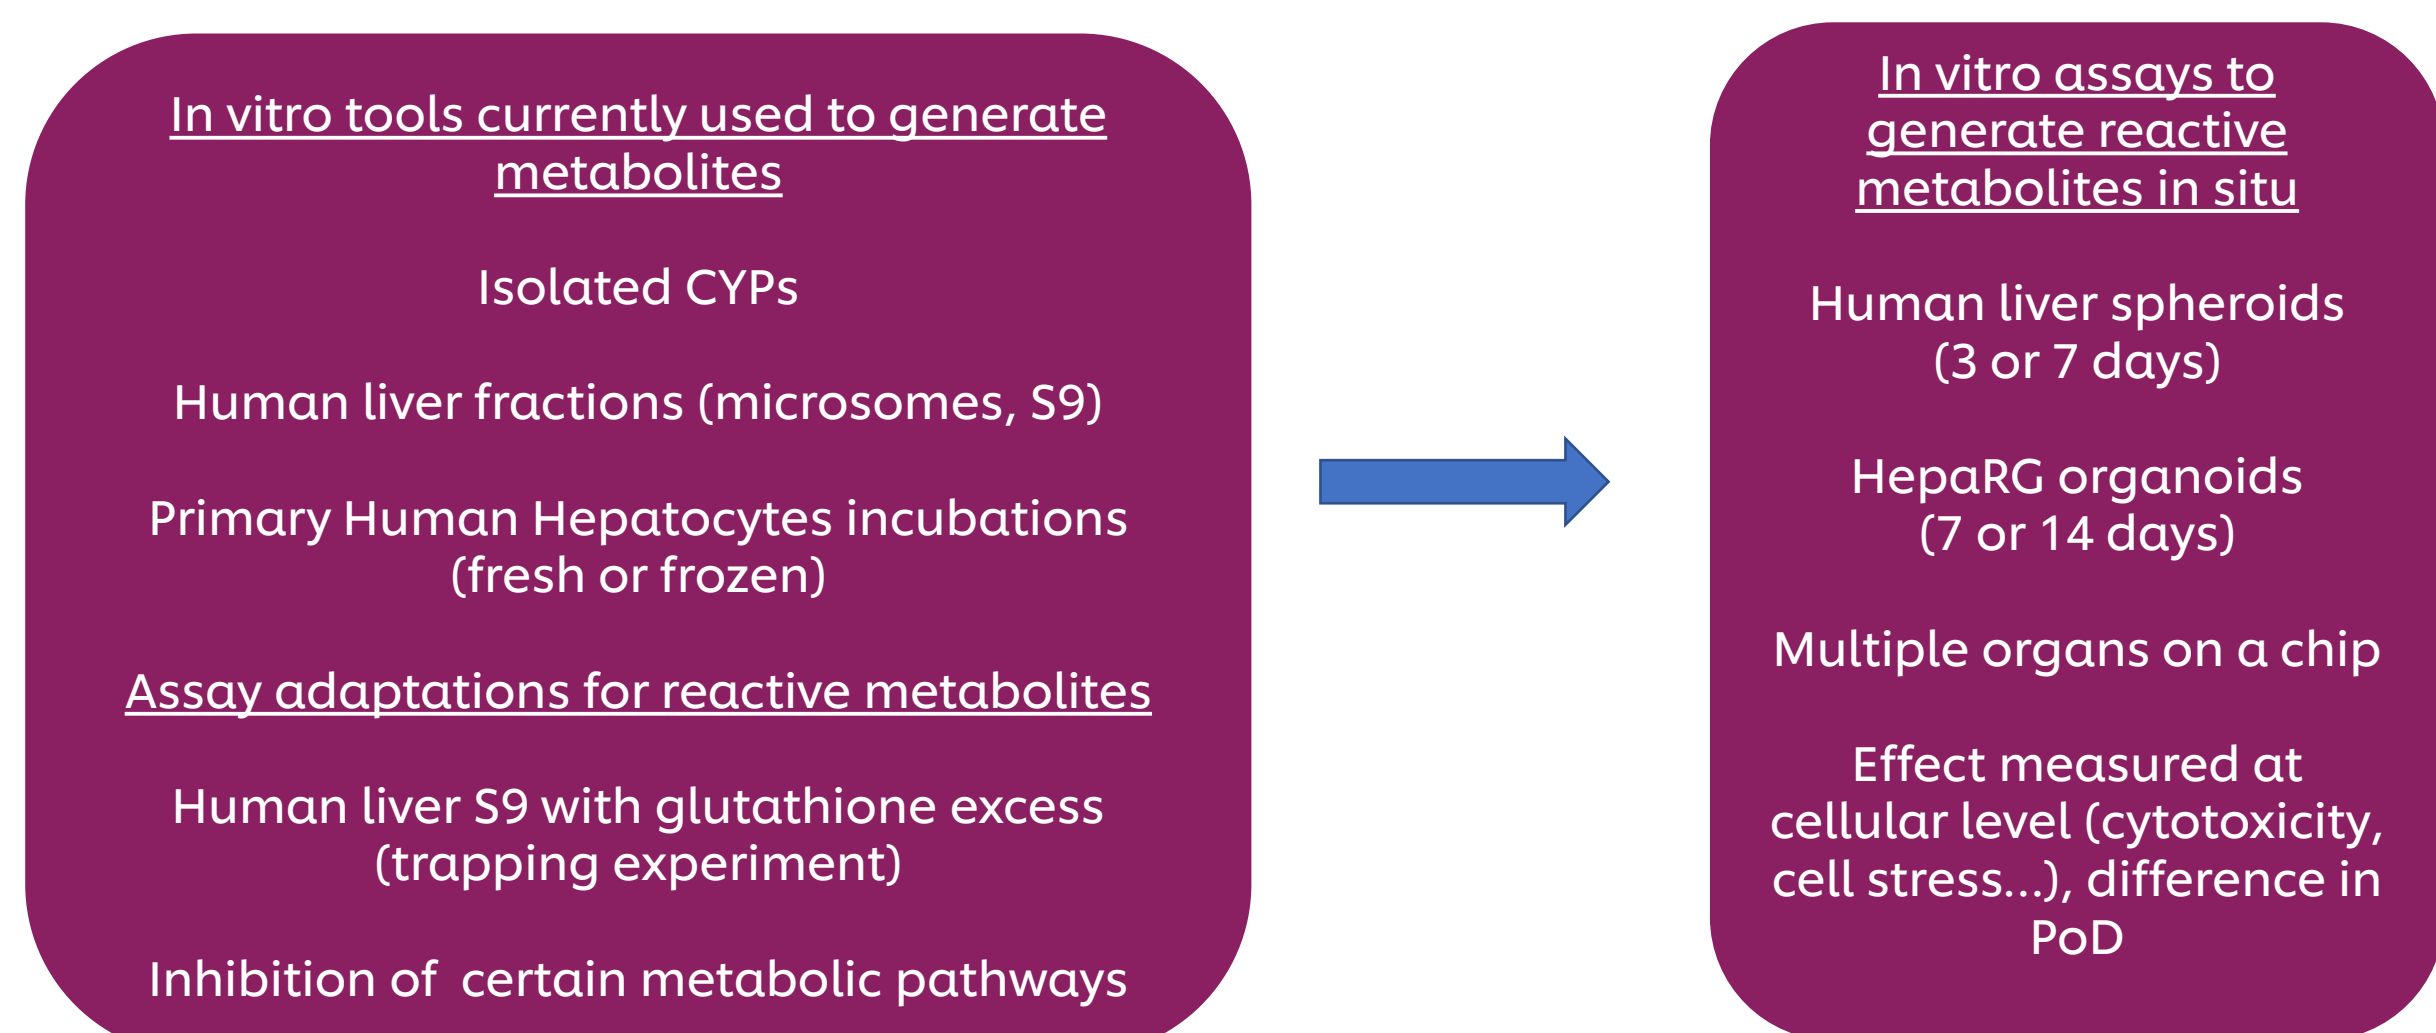 In vitro tools currently used to generate
metabolites
Isolated CYPs
Human liver fractions (microsomes, S9)
Primary Human Hepatocytes incubations
(fresh or frozen)
Assay adaptations for reactive metabolites
Human liver S9 with glutathione excess
(trapping experiment)
Inhibition of  certain metabolic pathways
In vitro assays to
generate reactive
metabolites in situ
Human liver spheroids
(3 or 7 days)
HepaRG organoids
(7 or 14 days)
Multiple organs on a chip
Effect measured at
cellular level (cytotoxicity,
cell stress…), difference in
PoD